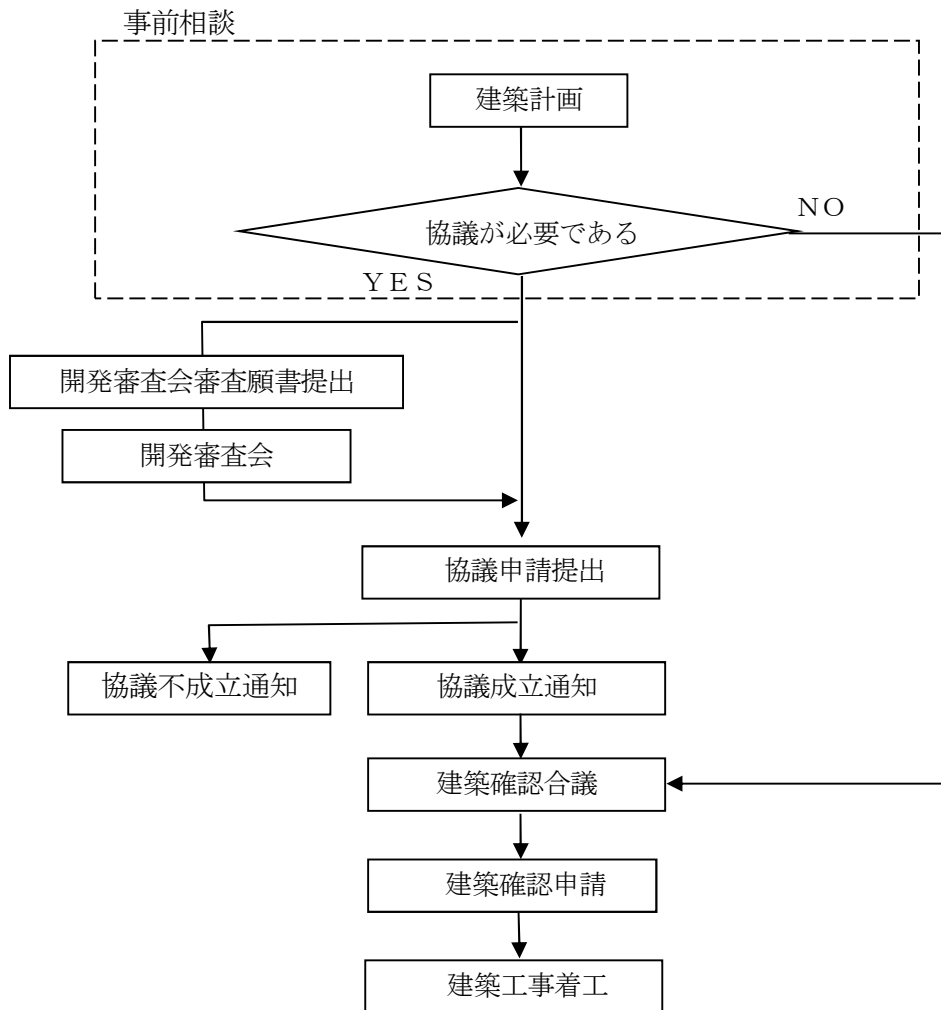 事前相談
建築計画
協議が必要である
ＮＯ
ＹＥＳ
開発審査会審査願書提出
開発審査会
協議申請提出
協議不成立通知
協議成立通知
建築確認合議
建築確認申請
建築工事着工